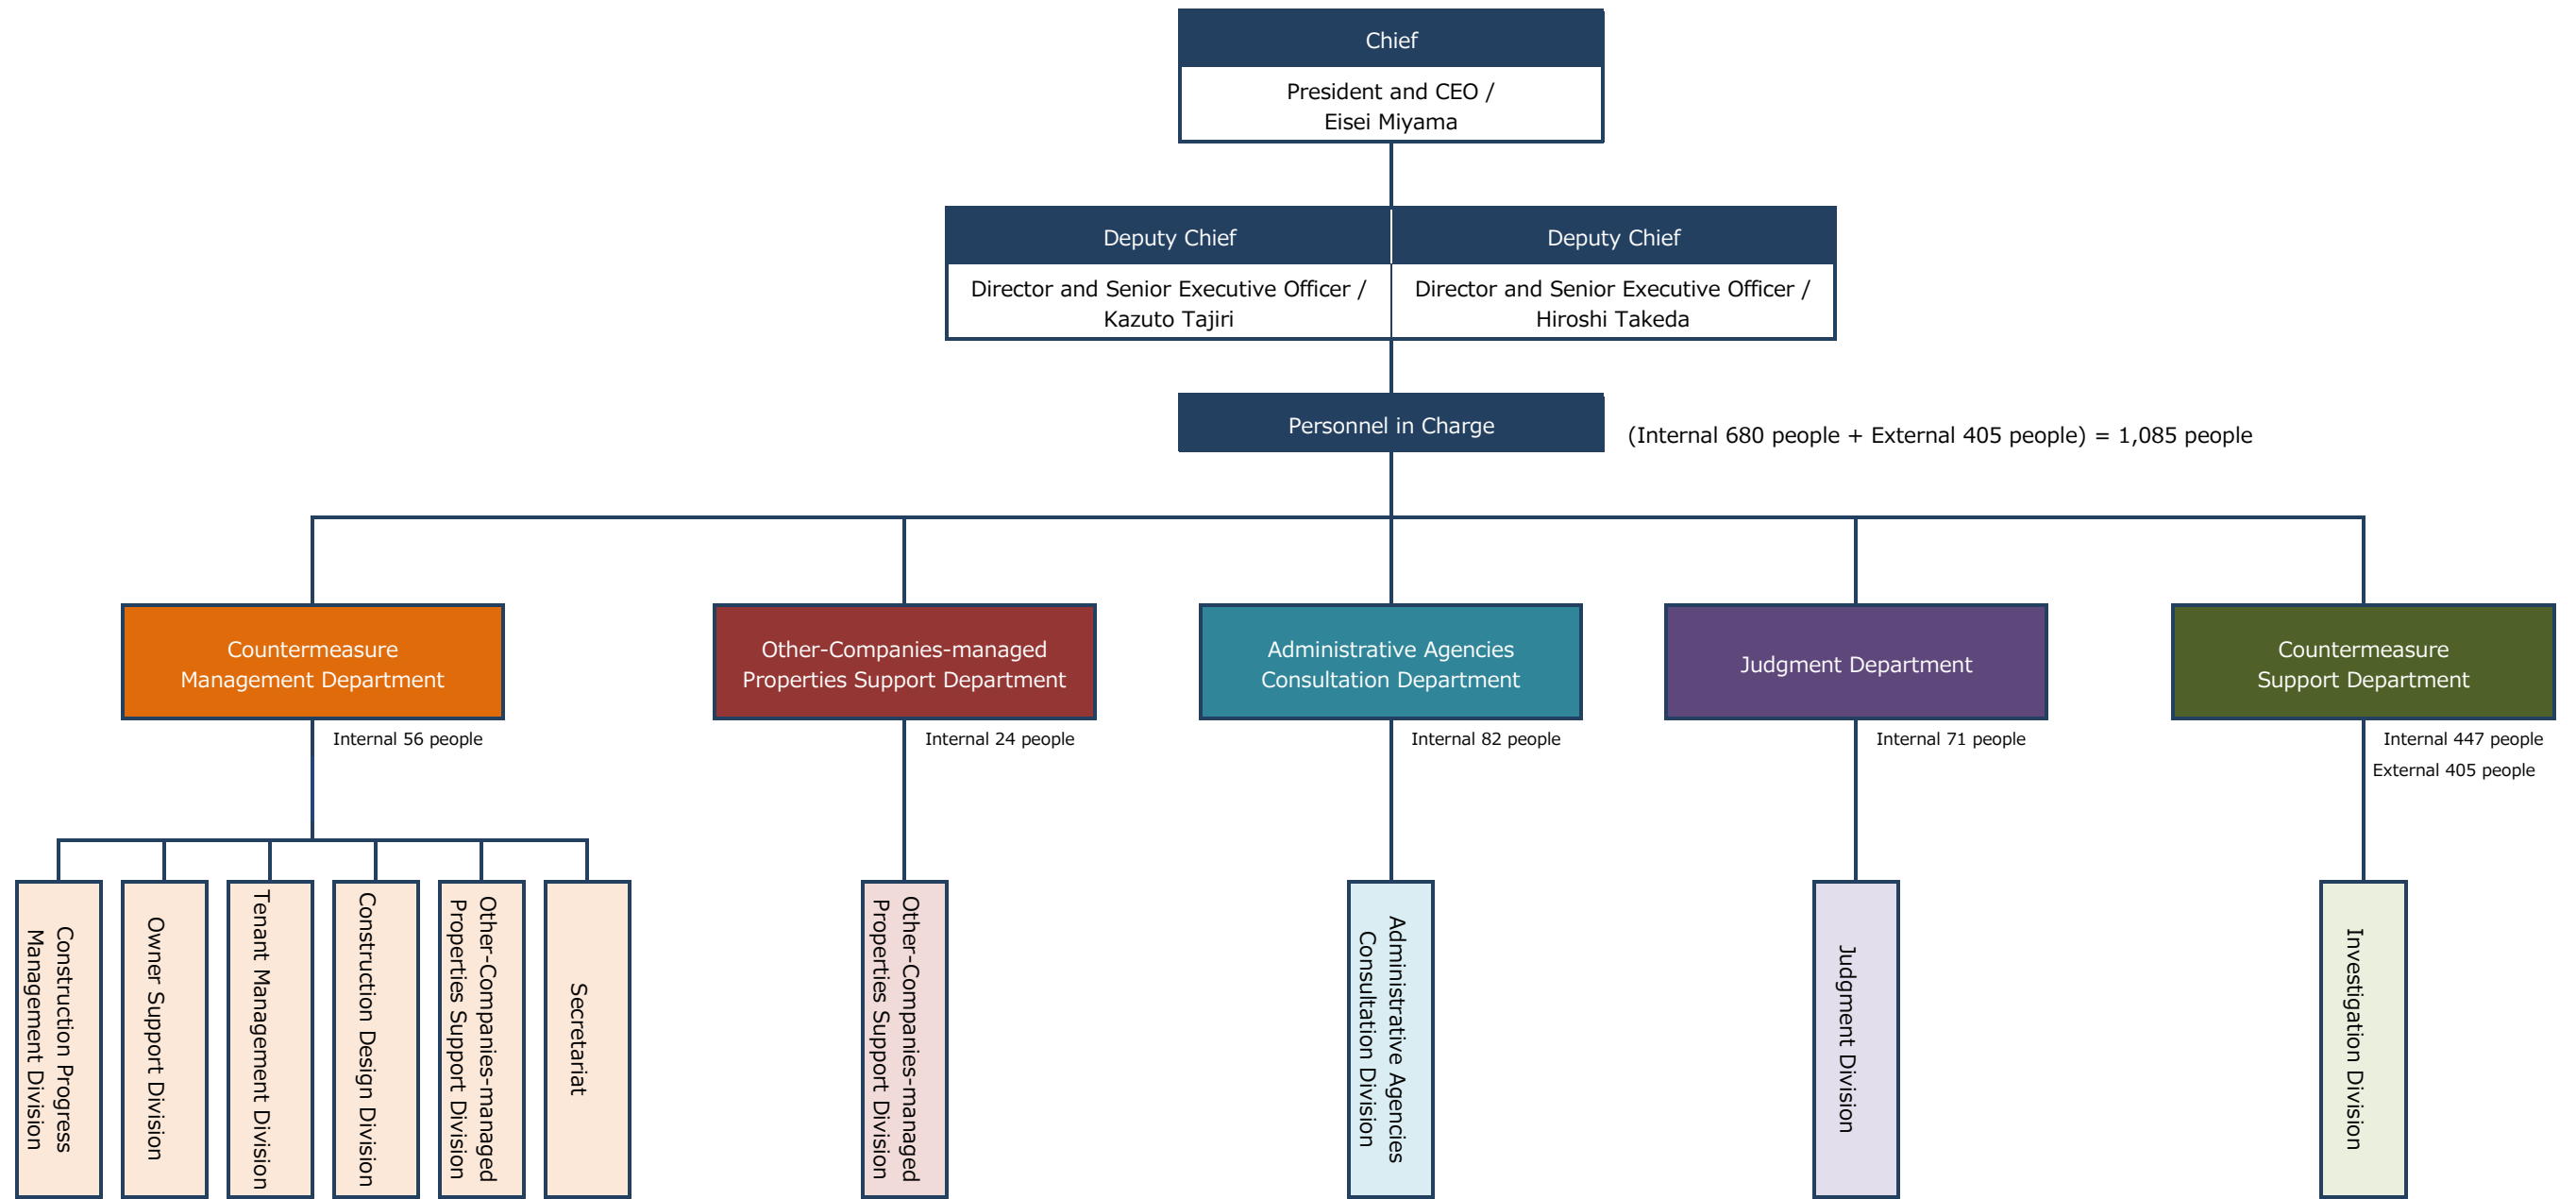 Chief
President and CEO /
Eisei Miyama
Deputy Chief
Deputy Chief
Director and Senior Executive Officer /
Kazuto Tajiri
Director and Senior Executive Officer /
Hiroshi Takeda
Personnel in Charge
(Internal 680 people + External 405 people) = 1,085 people
Countermeasure
Management Department
Other-Companies-managed
Properties Support Department
Administrative Agencies
Consultation Department
Judgment Department
Countermeasure
Support Department
Internal 56 people
Internal 24 people
Internal 82 people
Internal 71 people
Internal 447 people
External 405 people
Construction Progress
Management Division
Owner Support Division
Tenant Management Division
Construction Design Division
Other-Companies-managed
Properties Support Division
Secretariat
Other-Companies-managed
Properties Support Division
Administrative Agencies
Consultation Division
Judgment Division
Investigation Division